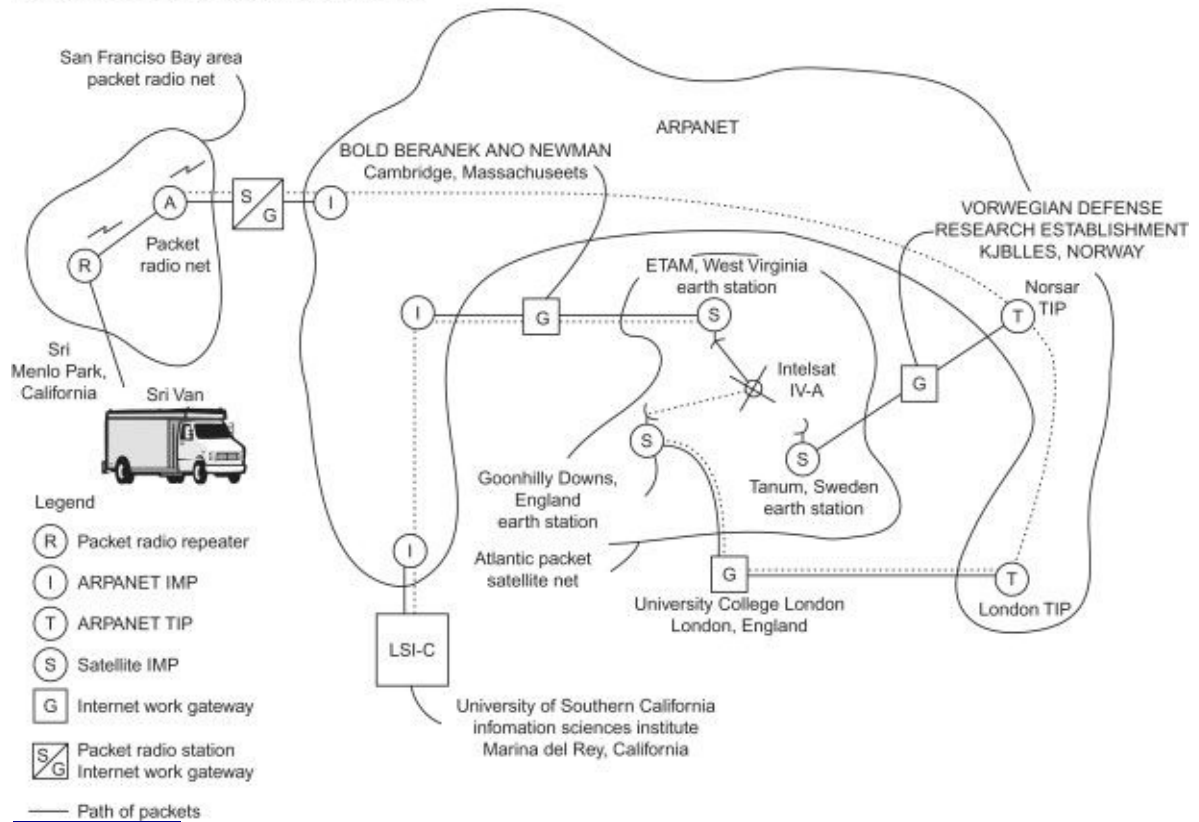 San Franciso Bay area
packet radio net
ARPANET
BOLD BERANEK ANO NEWMAN
Cambridge, Massachuseets
S/G
I
A
Packet
radio net
R
VORWEGIAN DEFENSE
RESEARCH ESTABLISHMENT
KJBLLES, NORWAY
ETAM, West Virginia
earth station
Norsar
TIP
I
G
S
T
Intelsat
IV-A
G
Sri
Menlo Park,
California
Sri Van
S
S
Goonhilly Downs,
England
earth station
Tanum, Sweden
earth station
Legend
R Packet radio repeater
I ARPANET IMP
T ARPANET TIP
S Satellite IMP
G Internet work gateway
S/G Packet radio station
Internet work gateway
Path of packets
I
Atlantic packet
satellite net
G
T
University College London
London, England
London TIP
LSI-C
University of Southern California
infomation sciences institute
Marina del Rey, California